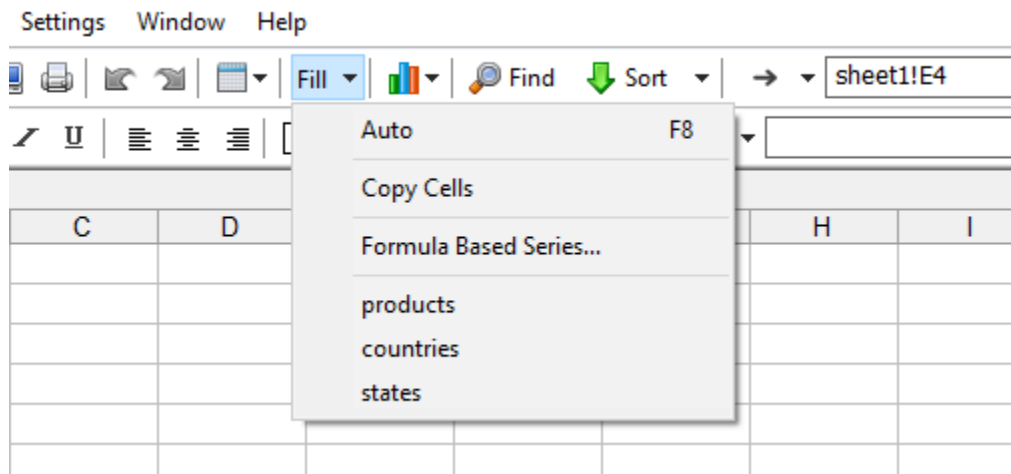 Settings Window Help
Fill Find Sort sheet1!E4
U
Auto F8
Copy Cells
Formula Based Series...
C D H I
products
countries
states